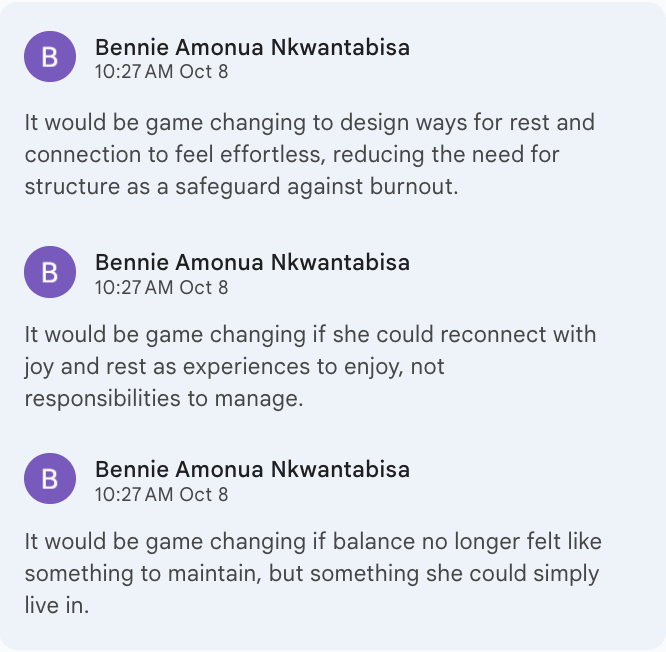 B
Bennie Amonua Nkwantabisa
10:27 AM Oct 8
It would be game changing to design ways for rest and
connection to feel effortless, reducing the need for
structure as a safeguard against burnout.
B
Bennie Amonua Nkwantabisa
10:27 AM Oct 8
It would be game changing if she could reconnect with
joy and rest as experiences to enjoy, not
responsibilities to manage.
B
Bennie Amonua Nkwantabisa
10:27 AM Oct 8
It would be game changing if balance no longer felt like
something to maintain, but something she could simply
live in.